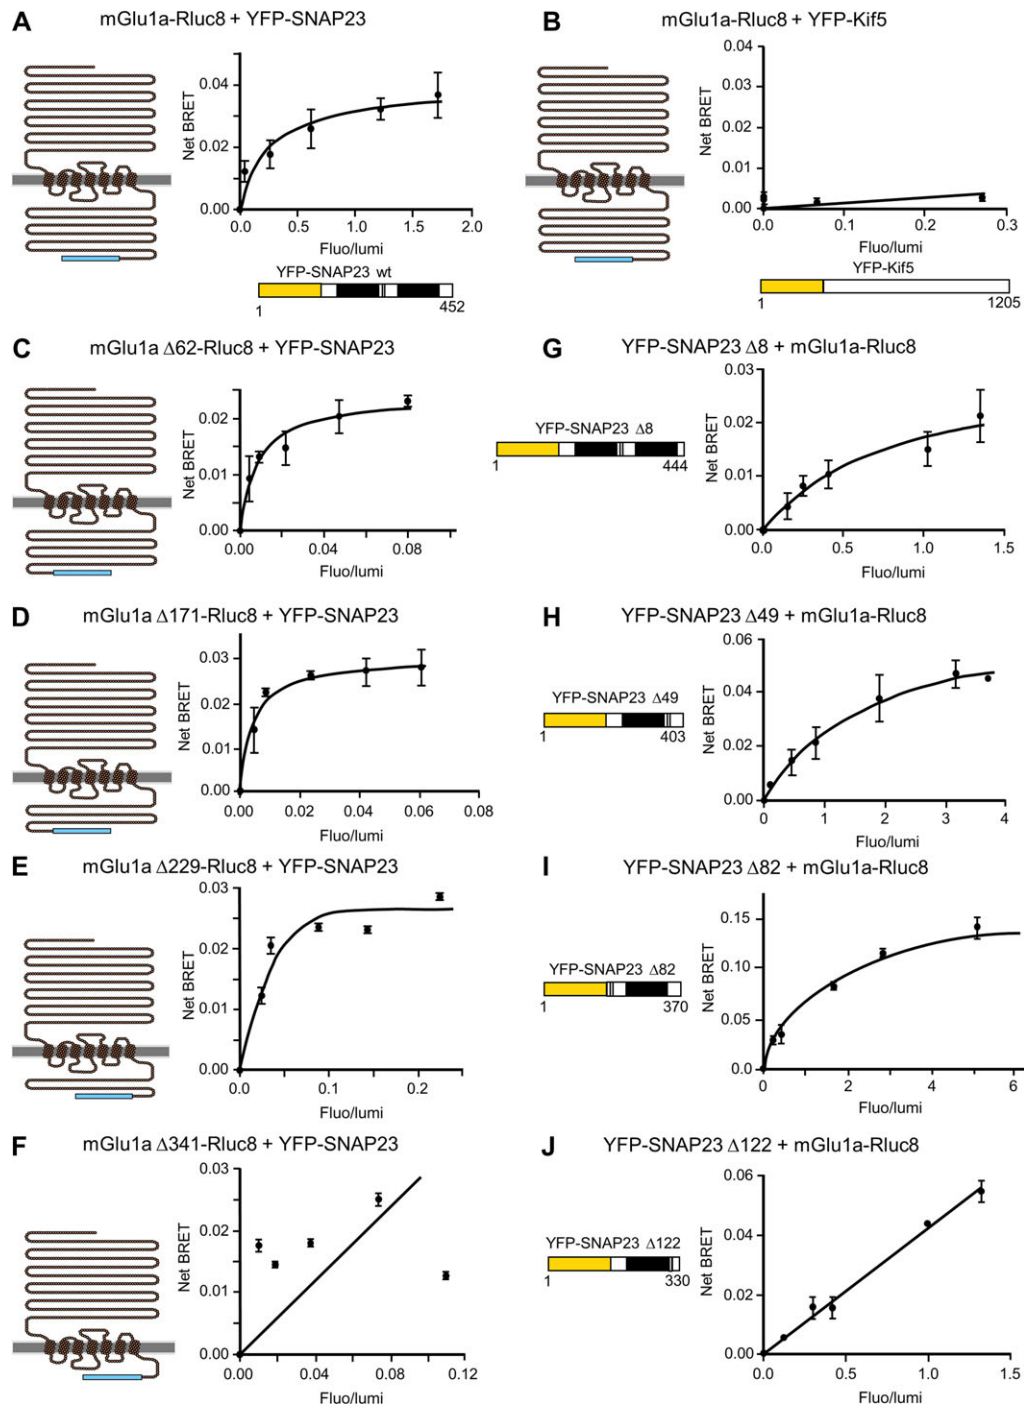 A
mGlu1a-Rluc8 + YFP-SNAP23
Net BRET
0.04
0.02
0.00
0.0 0.5 1.0 1.5 2.0
Fluo/lumi
YFP-SNAP23 wt
1 452
B
mGlu1a-Rluc8 + YFP-Kif5
Net BRET
0.04
0.03
0.02
0.01
0.00
0.0 0.1 0.2 0.3
Fluo/lumi
YFP-Kif5
1 1205
C
mGlu1a Δ62-Rluc8 + YFP-SNAP23
Net BRET
0.02
0.01
0.00
0.00 0.04 0.08
Fluo/lumi
G
YFP-SNAP23 Δ8 + mGlu1a-Rluc8
YFP-SNAP23 Δ8
1 444
Net BRET
0.03
0.02
0.01
0.00
0.0 0.5 1.0 1.5
Fluo/lumi
D
mGlu1a Δ171-Rluc8 + YFP-SNAP23
Net BRET
0.03
0.02
0.01
0.00
0.00 0.02 0.04 0.06 0.08
Fluo/lumi
H
YFP-SNAP23 Δ49 + mGlu1a-Rluc8
YFP-SNAP23 Δ49
1 403
Net BRET
0.06
0.04
0.02
0.00
0 1 2 3 4
Fluo/lumi
E
mGlu1a Δ229-Rluc8 + YFP-SNAP23
Net BRET
0.03
0.02
0.01
0.00
0.0 0.1 0.2
Fluo/lumi
I
YFP-SNAP23 Δ82 + mGlu1a-Rluc8
YFP-SNAP23 Δ82
1 370
Net BRET
0.15
0.10
0.05
0.0
0 2 4 6
Fluo/lumi
F
mGlu1a Δ341-Rluc8 + YFP-SNAP23
Net BRET
0.03
0.02
0.01
0.00
0.00 0.04 0.08 0.12
Fluo/lumi
J
YFP-SNAP23 Δ122 + mGlu1a-Rluc8
YFP-SNAP23 Δ122
1 330
Net BRET
0.06
0.04
0.02
0.00
0.0 0.5 1.0 1.5
Fluo/lumi